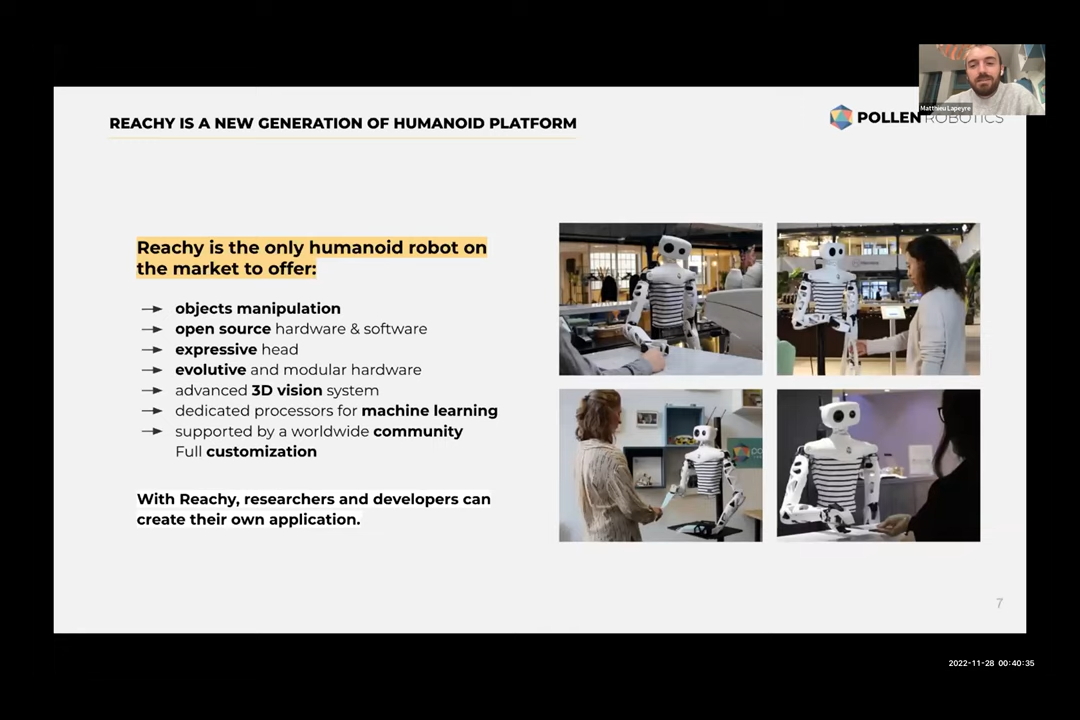 Matthieu Lapeyre
REACHY IS A NEW GENERATION OF HUMANOID PLATFORM
POLLEN ROBOTICS
Reachy is the only humanoid robot on
the market to offer:
objects manipulation
open source hardware & software
expressive head
evolutive and modular hardware
advanced 3D vision system
dedicated processors for machine learning
supported by a worldwide community
Full customization
With Reachy, researchers and developers can
create their own application.
7
2022-11-28 00:40:35